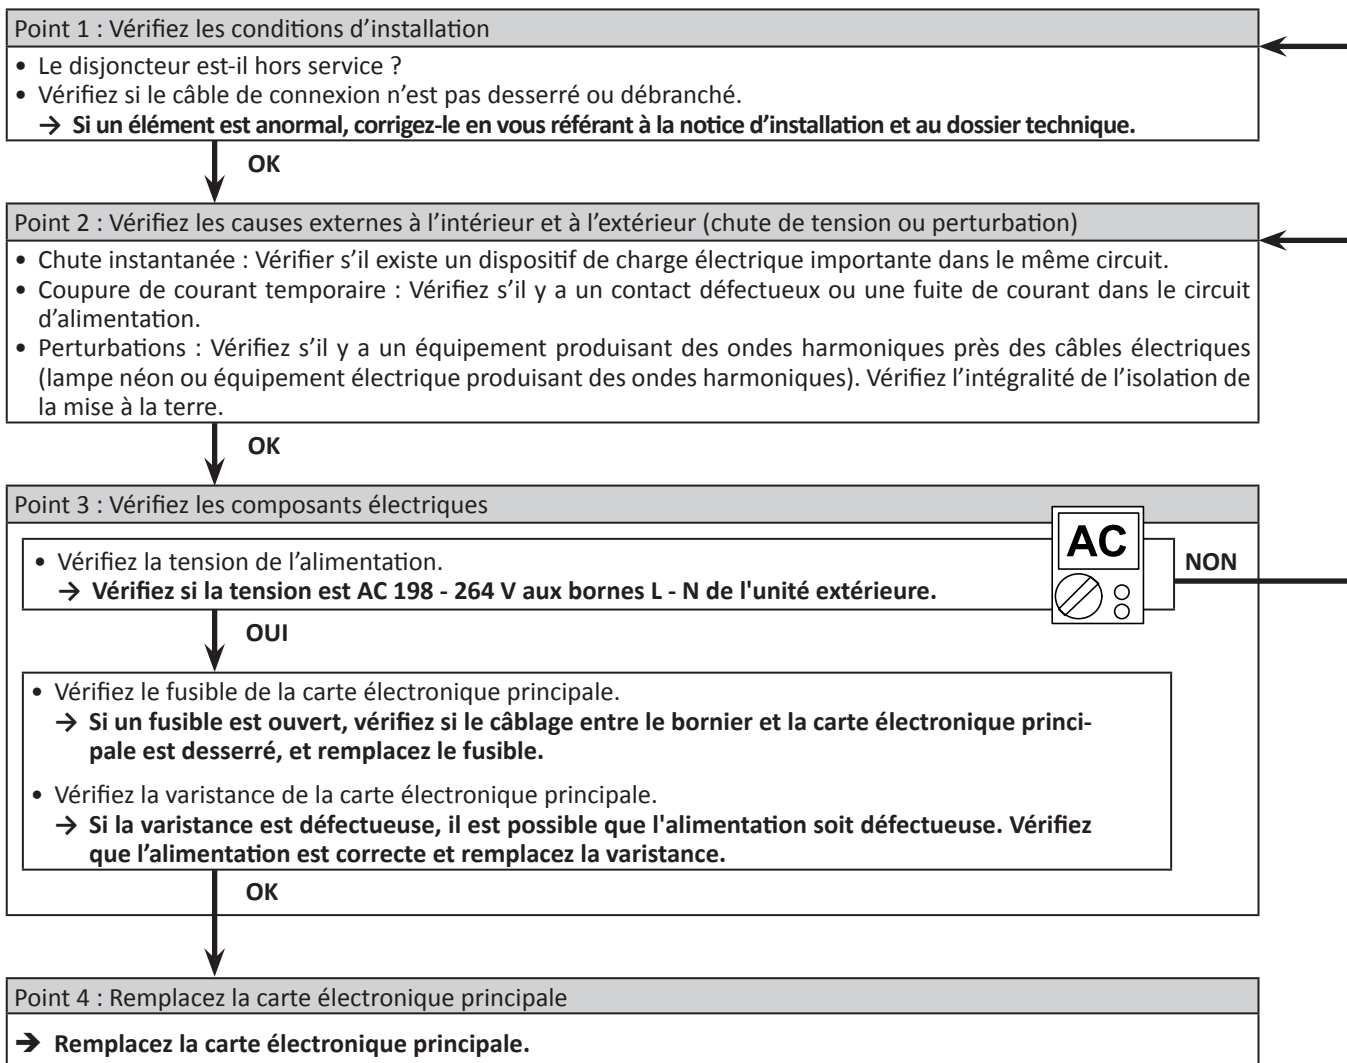 Point 1 : Vérifiez les conditions d’installation
• Le disjoncteur est-il hors service ?
• Vérifiez si le câble de connexion n’est pas desserré ou débranché.
→ Si un élément est anormal, corrigez-le en vous référant à la notice d’installation et au dossier technique.
OK
Point 2 : Vérifiez les causes externes à l’intérieur et à l’extérieur (chute de tension ou perturbation)
• Chute instantanée : Vérifier s’il existe un dispositif de charge électrique importante dans le même circuit.
• Coupure de courant temporaire : Vérifiez s’il y a un contact défectueux ou une fuite de courant dans le circuit
d’alimentation.
• Perturbations : Vérifiez s’il y a un équipement produisant des ondes harmoniques près des câbles électriques
(lampe néon ou équipement électrique produisant des ondes harmoniques). Vérifiez l’intégralité de l’isolation de
la mise à la terre.
OK
Point 3 : Vérifiez les composants électriques
• Vérifiez la tension de l’alimentation.
→ Vérifiez si la tension est AC 198 - 264 V aux bornes L - N de l'unité extérieure.
AC
NON
OUI
• Vérifiez le fusible de la carte électronique principale.
→ Si un fusible est ouvert, vérifiez si le câblage entre le bornier et la carte électronique princi-
pale est desserré, et remplacez le fusible.
• Vérifiez la varistance de la carte électronique principale.
→ Si la varistance est défectueuse, il est possible que l'alimentation soit défectueuse. Vérifiez
que l’alimentation est correcte et remplacez la varistance.
OK
Point 4 : Remplacez la carte électronique principale
➔ Remplacez la carte électronique principale.